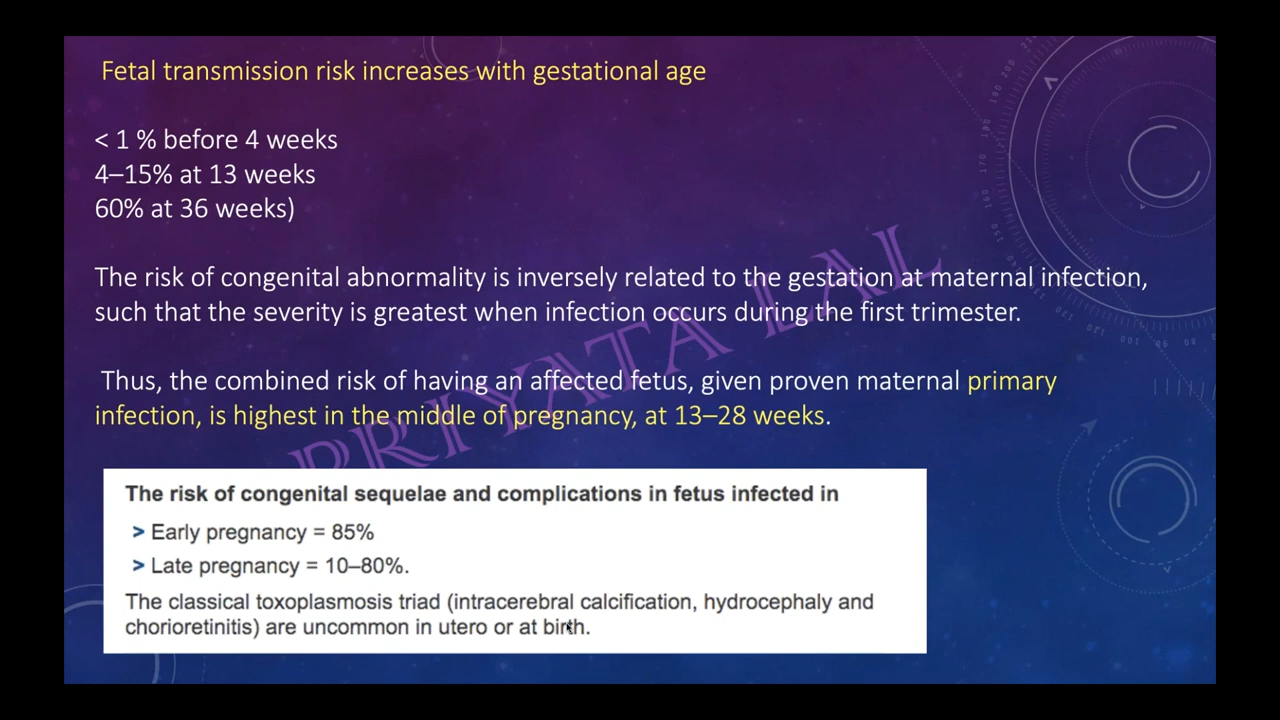 Fetal transmission risk increases with gestational age
< 1 % before 4 weeks
4–15% at 13 weeks
60% at 36 weeks)
The risk of congenital abnormality is inversely related to the gestation at maternal infection,
such that the severity is greatest when infection occurs during the first trimester.
Thus, the combined risk of having an affected fetus, given proven maternal primary
infection, is highest in the middle of pregnancy, at 13–28 weeks.
PRIYATA LAL
The risk of congenital sequelae and complications in fetus infected in
> Early pregnancy = 85%
> Late pregnancy = 10–80%.
The classical toxoplasmosis triad (intracerebral calcification, hydrocephaly and
chorioretinitis) are uncommon in utero or at birth.